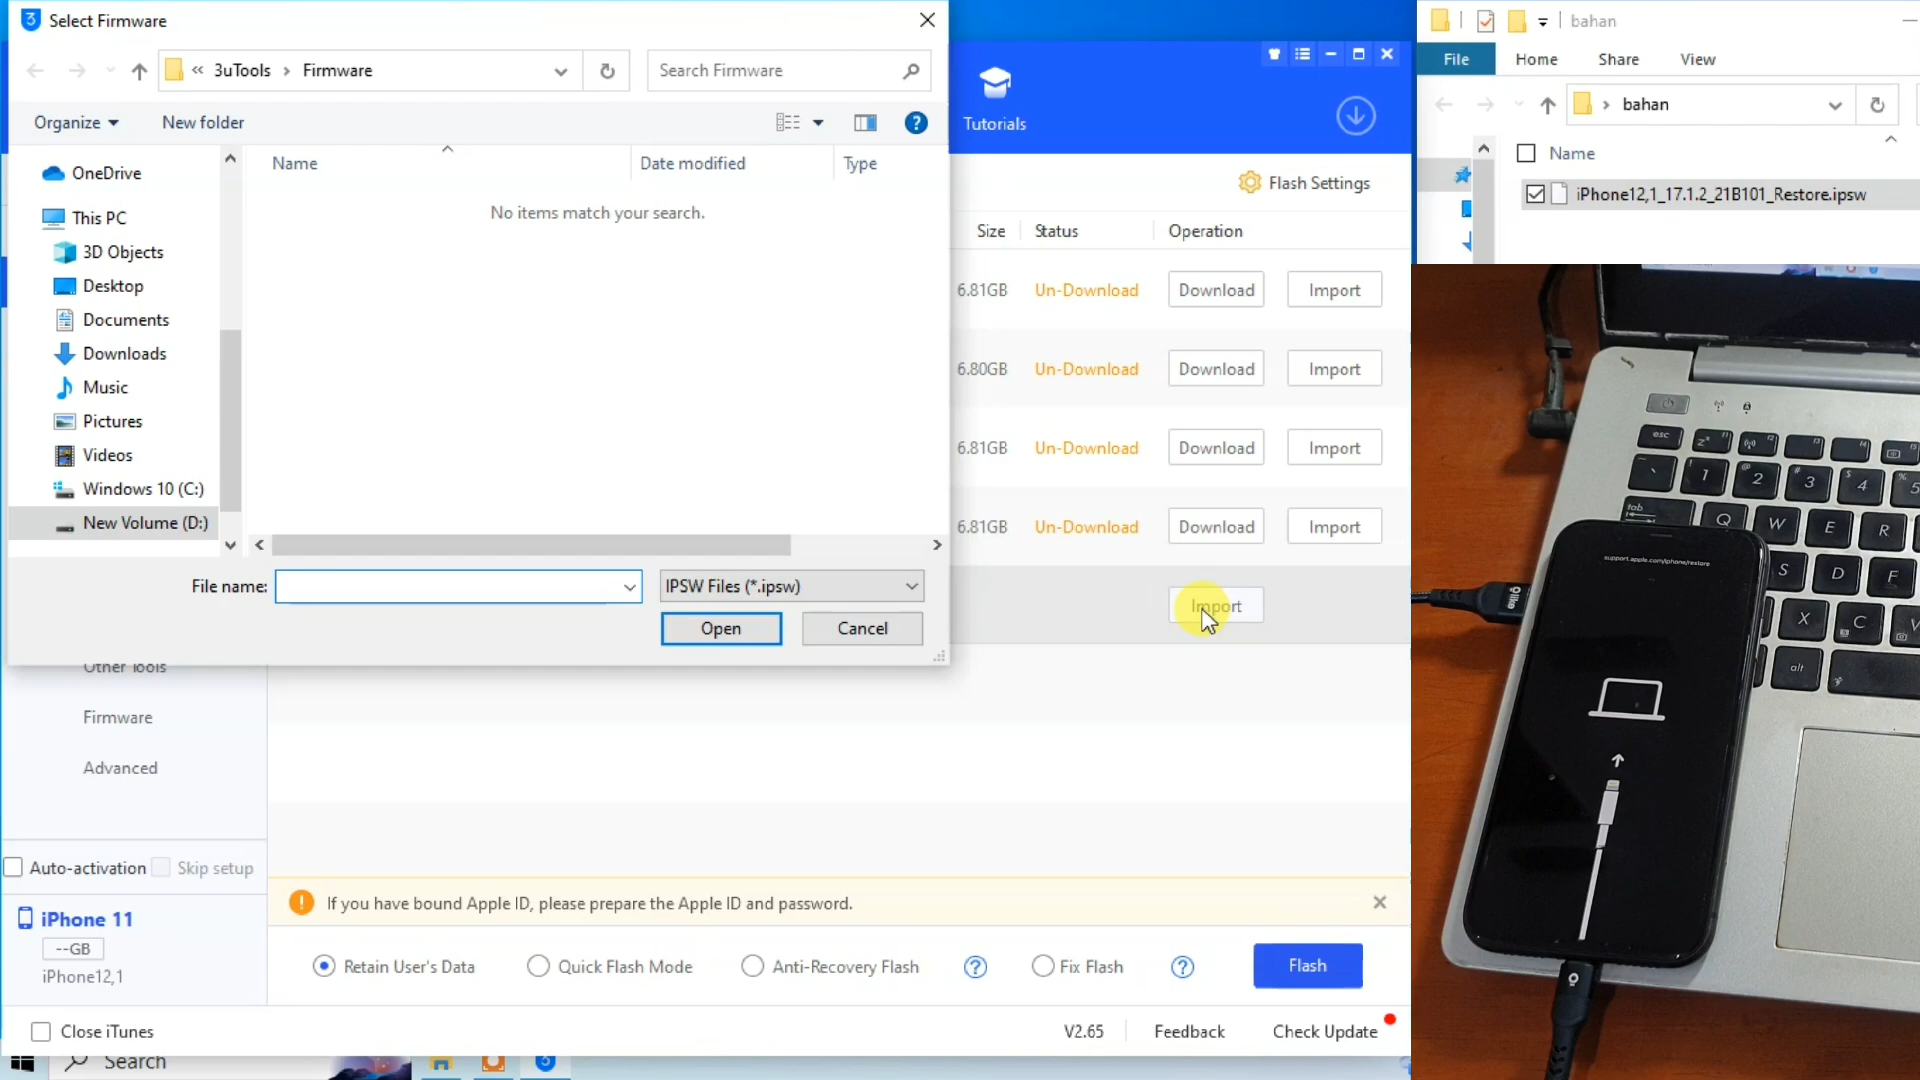 Select Firmware
« 3uTools > Firmware
Search Firmware
Organize
New folder
Name
Date modified
Type
No items match your search.
OneDrive
This PC
3D Objects
Desktop
Documents
Downloads
Music
Pictures
Videos
Windows 10 (C:)
New Volume (D:)
File name:
IPSW Files (*.ipsw)
Open
Cancel
Tutorials
Flash Settings
Size
Status
Operation
6.81GB
Un-Download
Download
Import
6.80GB
Un-Download
Download
Import
6.81GB
Un-Download
Download
Import
6.81GB
Un-Download
Download
Import
Import
Other Tools
Firmware
Advanced
Auto-activation
Skip setup
iPhone 11
--GB
iPhone12,1
If you have bound Apple ID, please prepare the Apple ID and password.
Retain User's Data
Quick Flash Mode
Anti-Recovery Flash
Fix Flash
Flash
Close iTunes
V2.65
Feedback
Check Update
Search
bahan
File
Home
Share
View
bahan
Name
iPhone12,1_17.1.2_21B101_Restore.ipsw
support.apple.com/iphone/restore
esc
1
2
3
4
5
tab
Q
W
E
R
S
D
F
X
C
V
alt